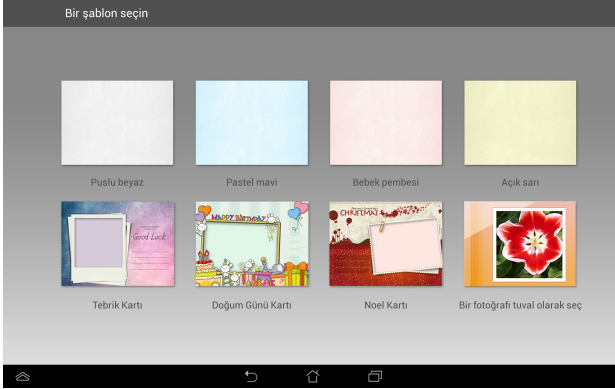 Bir şablon seçin
Puslu beyaz
Pastel mavi
Bebek pembesi
Açık sarı
Good Luck
HAPPY BIRTHDAY
CHRISTMAS
Tebrik Kartı
Doğum Günü Kartı
Noel Kartı
Bir fotoğrafı tuval olarak seç